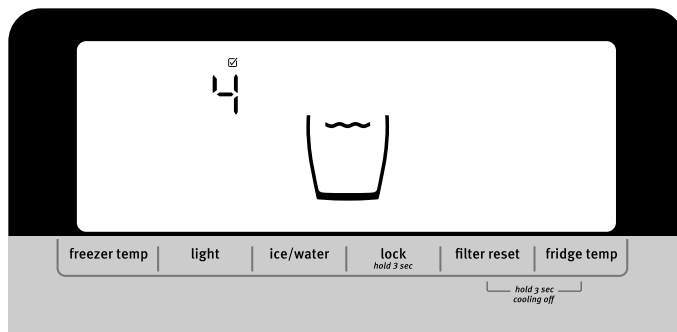 4
freezer temp light ice/water lock filter reset fridge temp
hold 3 sec
hold 3 sec
cooling off